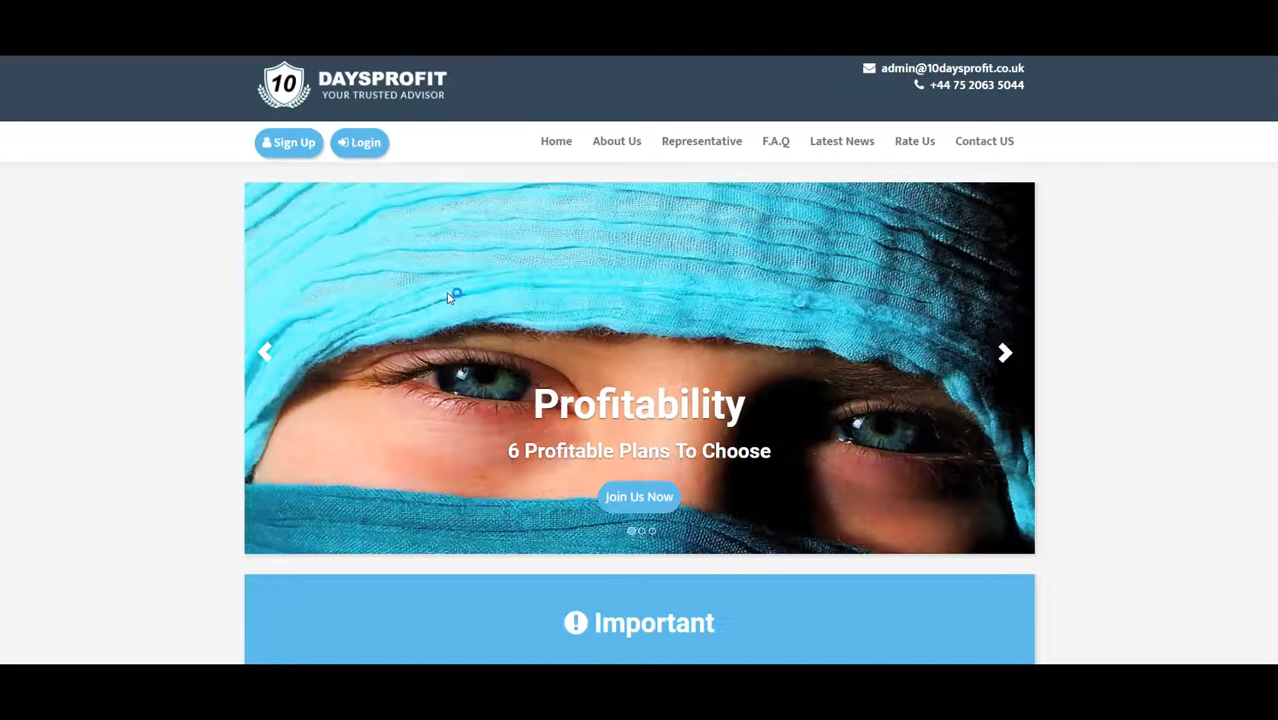 10
DAYSPROFIT
YOUR TRUSTED ADVISOR
admin@10daysprofit.co.uk
+44 75 2063 5044
Sign Up
Login
Home
About Us
Representative
F.A.Q
Latest News
Rate Us
Contact US
Profitability
6 Profitable Plans To Choose
Join Us Now
Important